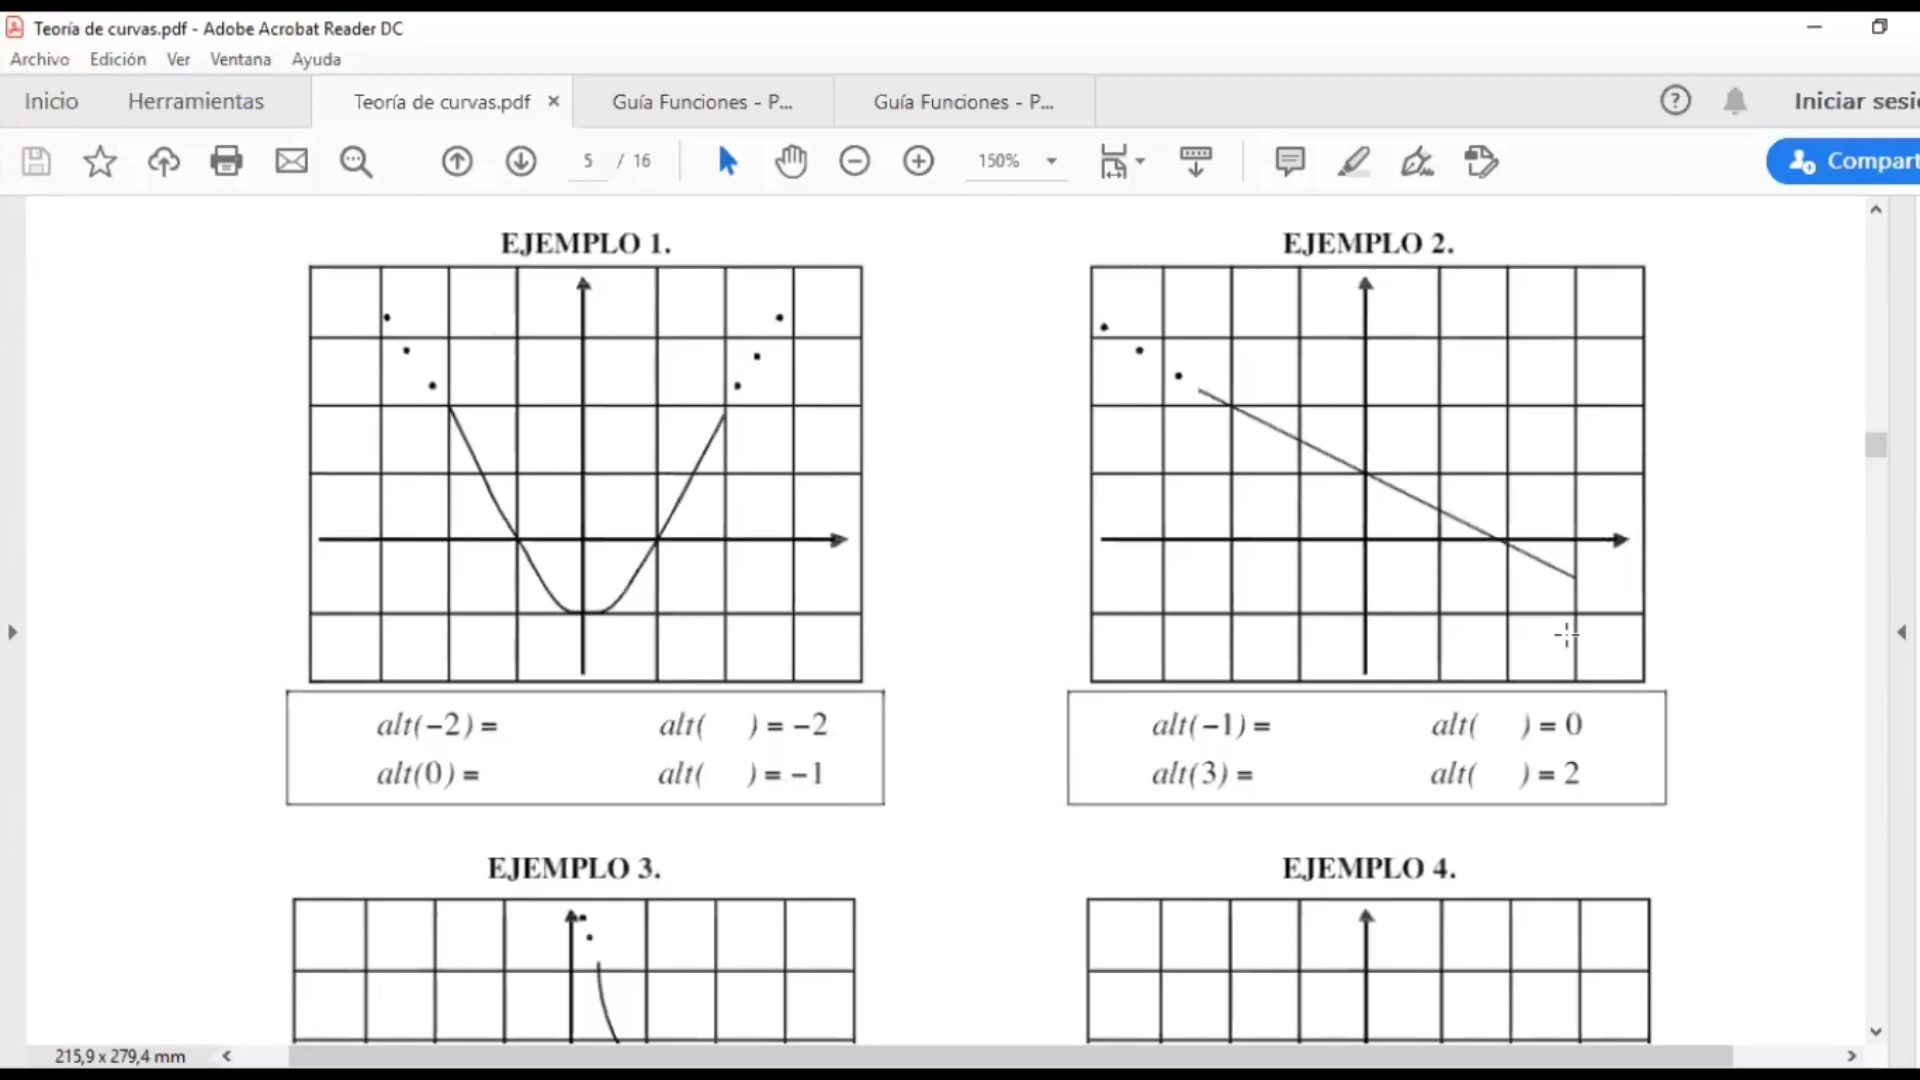 Teoría de curvas.pdf - Adobe Acrobat Reader DC
Archivo Edición Ver Ventana Ayuda
Inicio Herramientas Teoría de curvas.pdf × Guía Funciones - P... Guía Funciones - P... ? Iniciar sesi
5 / 16 150% Compart
EJEMPLO 1. EJEMPLO 2.
alt(−2) = alt( ) = −2 alt(−1) = alt( ) = 0
alt(0) = alt( ) = −1 alt(3) = alt( ) = 2
EJEMPLO 3. EJEMPLO 4.
215,9 x 279,4 mm